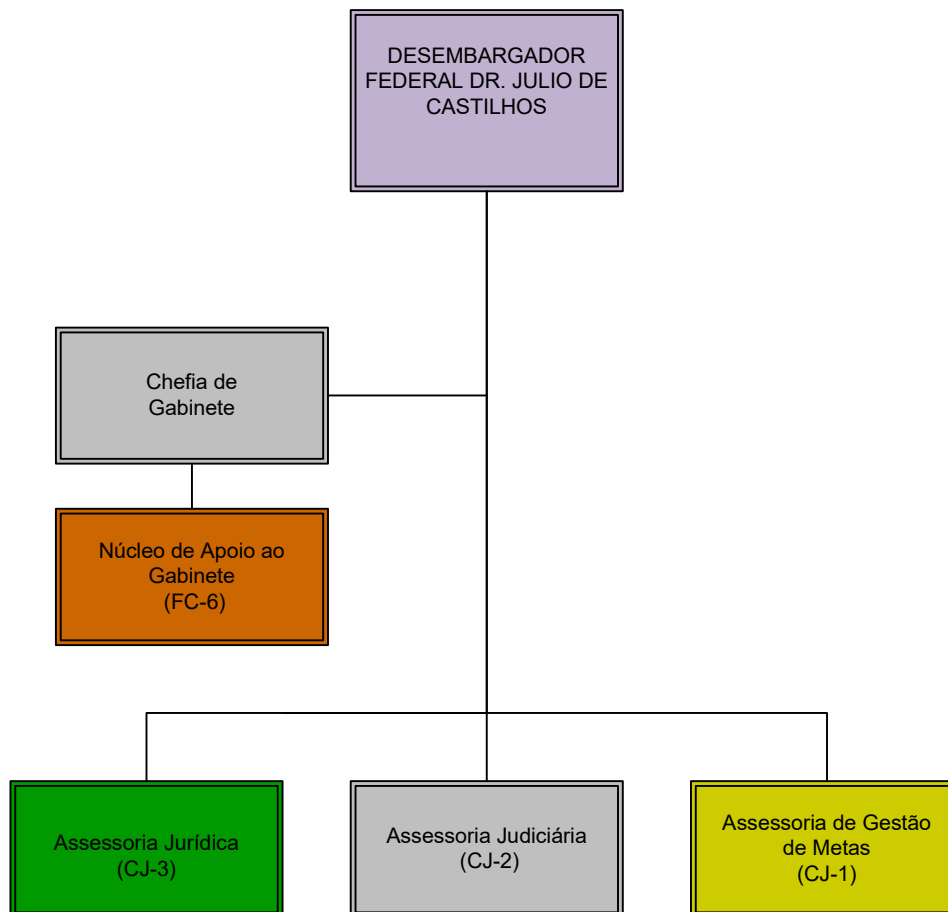 DESEMBARGADOR
FEDERAL DR. JULIO DE
CASTILHOS
Chefia de
Gabinete
Núcleo de Apoio ao
Gabinete
(FC-6)
Assessoria Jurídica
(CJ-3)
Assessoria Judiciária
(CJ-2)
Assessoria de Gestão
de Metas
(CJ-1)